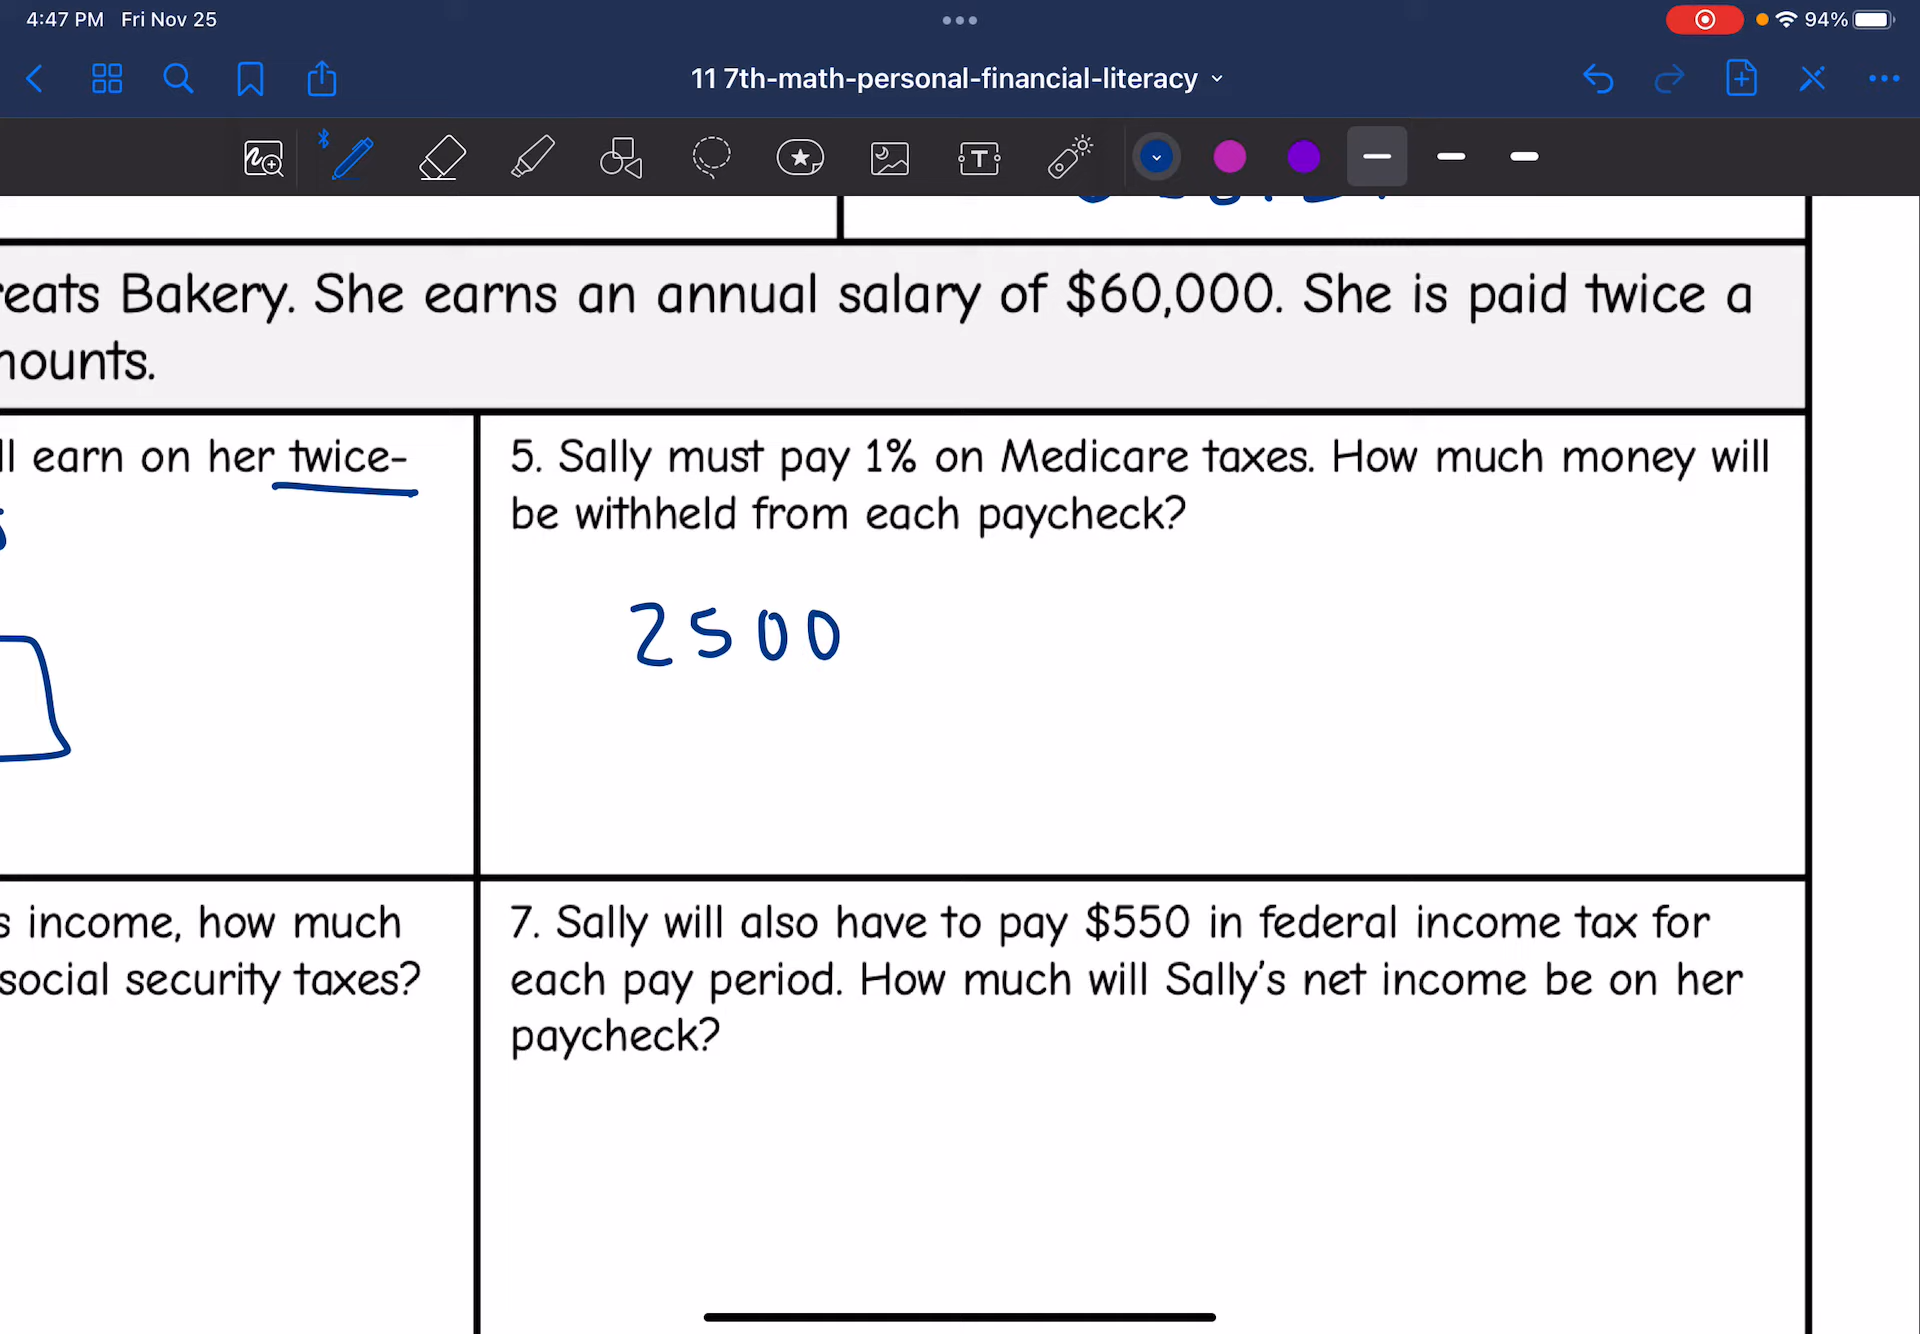 4:47 PM Fri Nov 25
94%
11 7th-math-personal-financial-literacy
T
reats Bakery. She earns an annual salary of $60,000. She is paid twice a
mounts.
ll earn on her twice-
5. Sally must pay 1% on Medicare taxes. How much money will
be withheld from each paycheck?
2500
s income, how much
social security taxes?
7. Sally will also have to pay $550 in federal income tax for
each pay period. How much will Sally's net income be on her
paycheck?